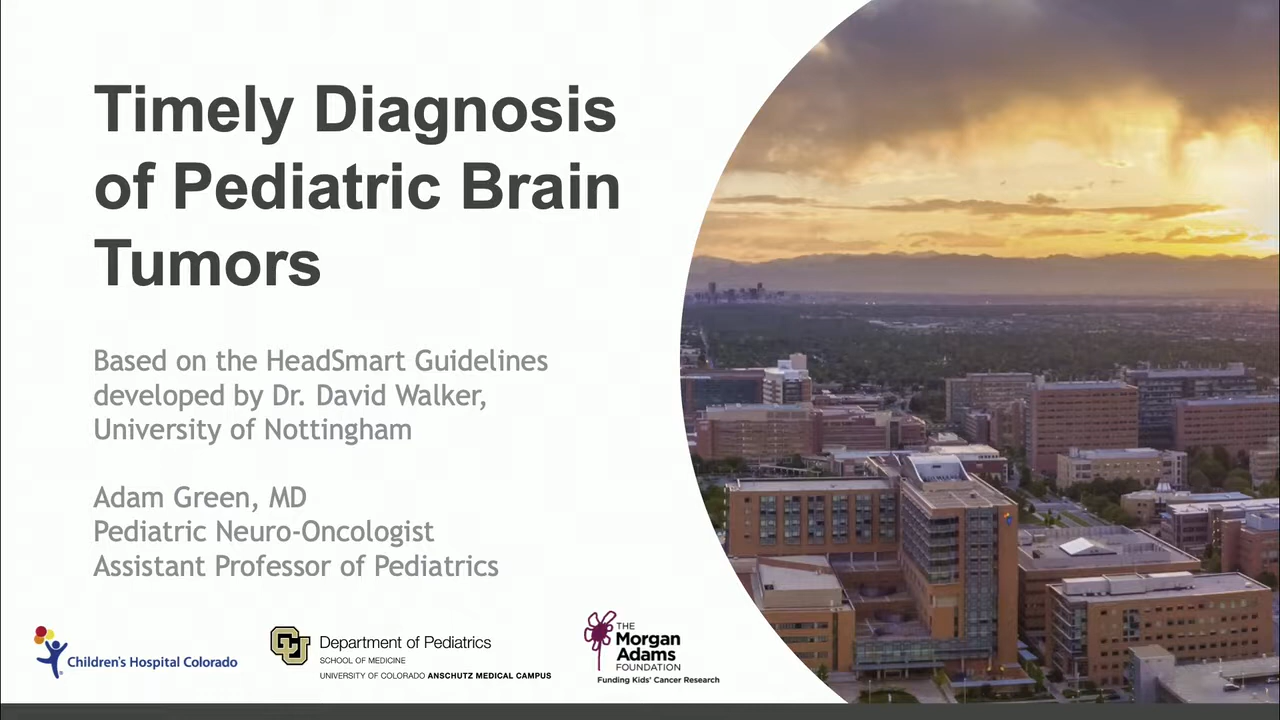 Timely Diagnosis
of Pediatric Brain
Tumors
Based on the HeadSmart Guidelines
developed by Dr. David Walker,
University of Nottingham
Adam Green, MD
Pediatric Neuro-Oncologist
Assistant Professor of Pediatrics
Children's Hospital Colorado
CU
Department of Pediatrics
SCHOOL OF MEDICINE
UNIVERSITY OF COLORADO ANSCHUTZ MEDICAL CAMPUS
THE
Morgan
Adams
FOUNDATION
Funding Kids' Cancer Research